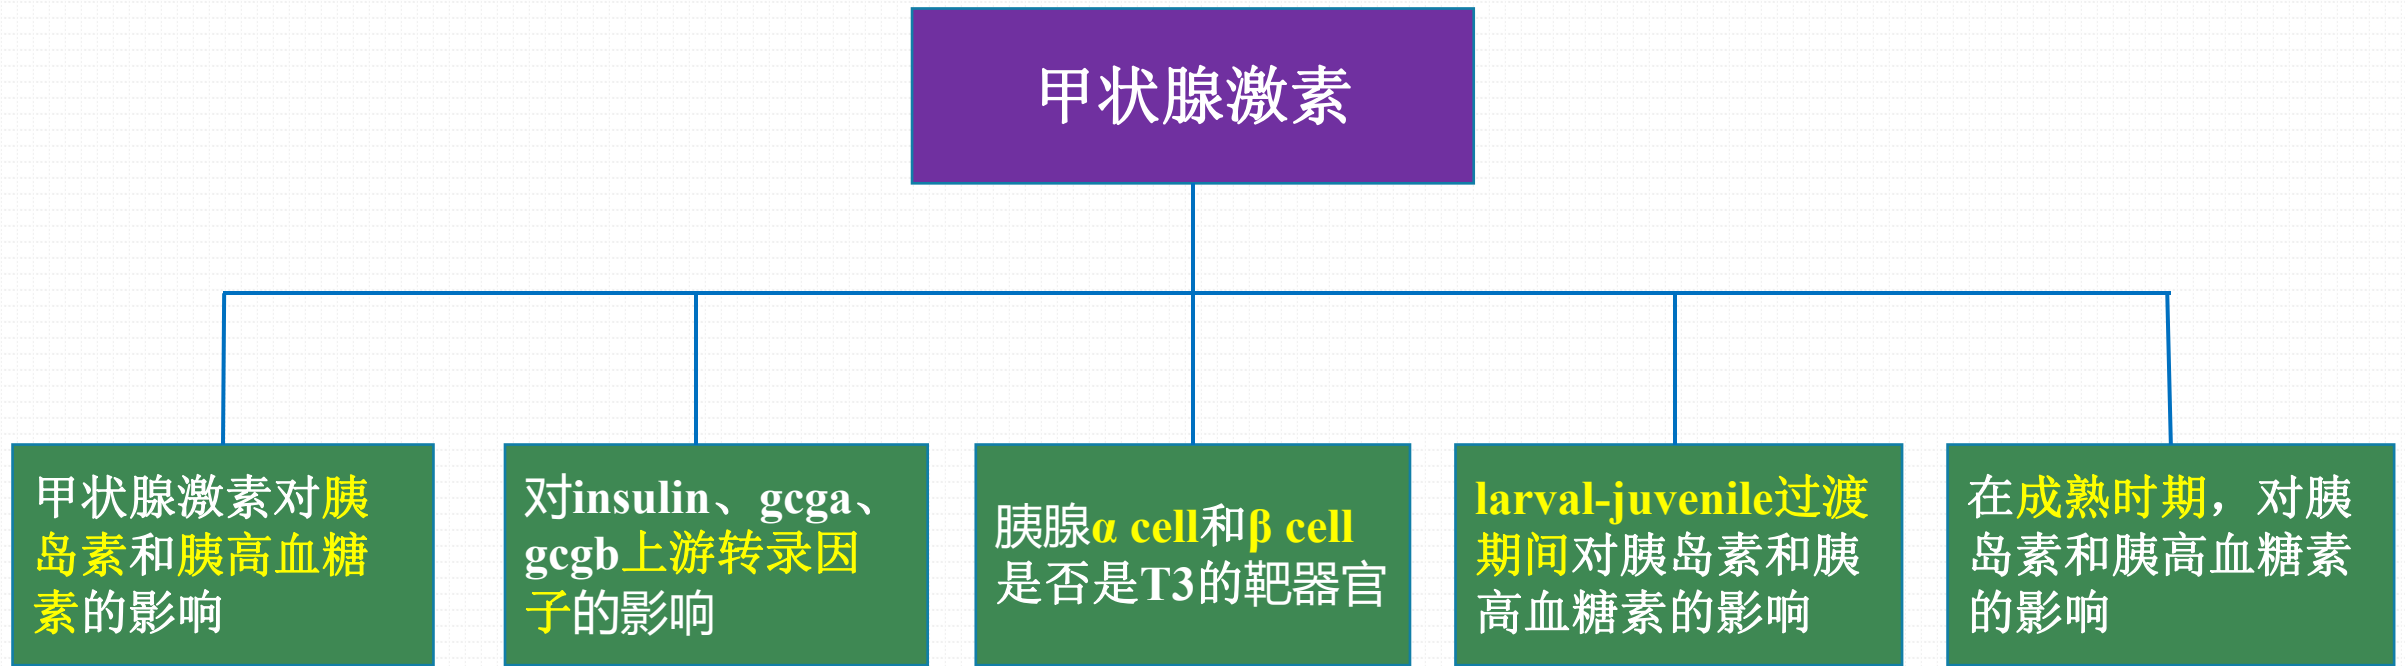 甲状腺激素
甲状腺激素对胰
岛素和胰高血糖
素的影响
对insulin、gcga、
gcgb上游转录因
子的影响
胰腺α cell和β cell
是否是T3的靶器官
larval-juvenile过渡
期间对胰岛素和胰
高血糖素的影响
在成熟时期，对胰
岛素和胰高血糖素
的影响